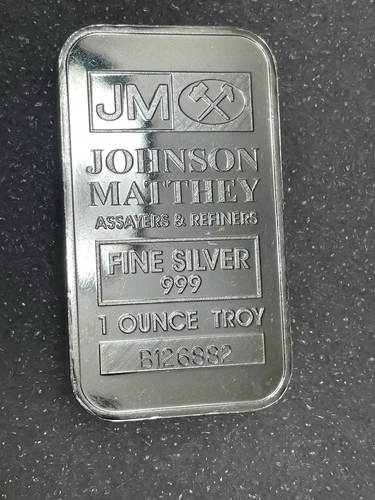 JM
JOHNSON
MATTHEY
ASSAYERS & REFINERS
FINE SILVER
999
1 OUNCE TROY
B126882